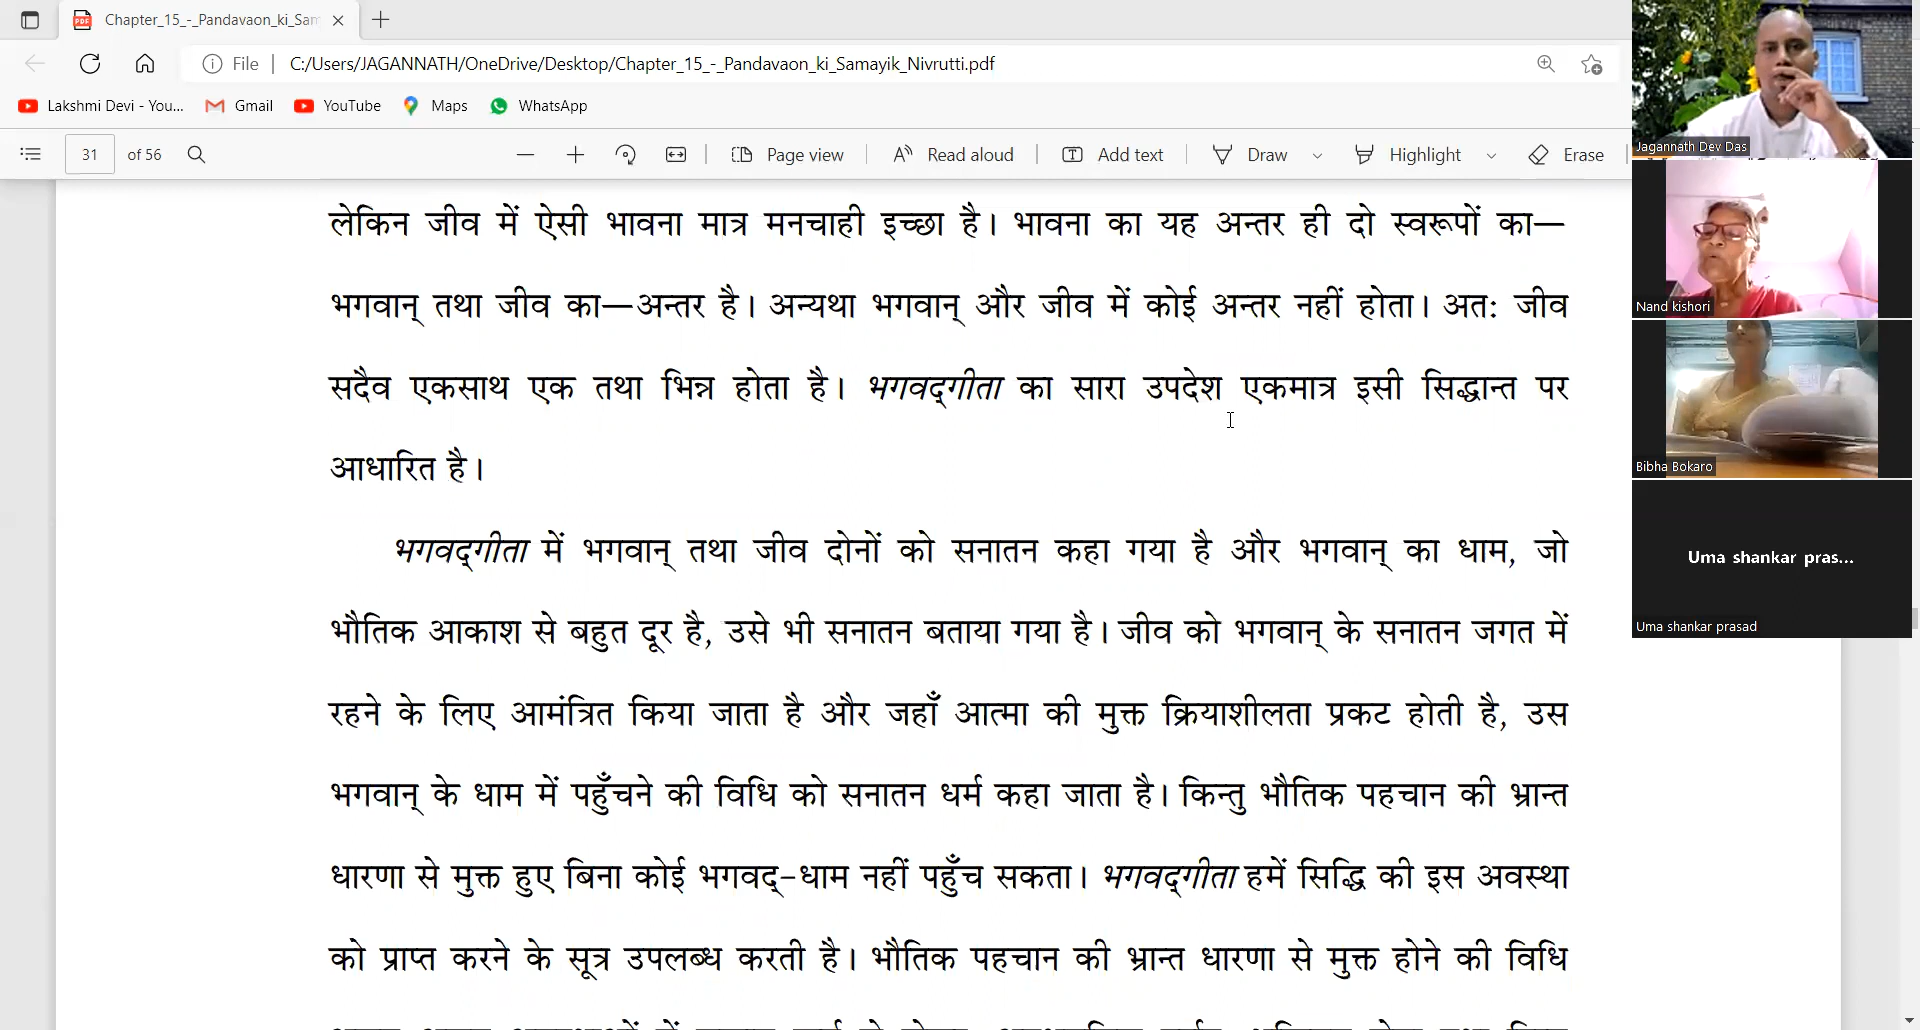 Chapter_15_-_Pandavaon_ki_Sam
File
C:/Users/JAGANNATH/OneDrive/Desktop/Chapter_15_-_Pandavaon_ki_Samayik_Nivrutti.pdf
Lakshmi Devi - You... Gmail YouTube Maps WhatsApp
31 of 56 Page view Read aloud Add text Draw Highlight Erase
लेकिन जीव में ऐसी भावना मात्र मनचाही इच्छा है। भावना का यह अन्तर ही दो स्वरूपों का—
भगवान् तथा जीव का—अन्तर है। अन्यथा भगवान् और जीव में कोई अन्तर नहीं होता। अतः जीव
सदैव एकसाथ एक तथा भिन्न होता है। भगवद्गीता का सारा उपदेश एकमात्र इसी सिद्धान्त पर
आधारित है।
भगवद्गीता में भगवान् तथा जीव दोनों को सनातन कहा गया है और भगवान् का धाम, जो
भौतिक आकाश से बहुत दूर है, उसे भी सनातन बताया गया है। जीव को भगवान् के सनातन जगत में
रहने के लिए आमंत्रित किया जाता है और जहाँ आत्मा की मुक्त क्रियाशीलता प्रकट होती है, उस
भगवान् के धाम में पहुँचने की विधि को सनातन धर्म कहा जाता है। किन्तु भौतिक पहचान की भ्रान्त
धारणा से मुक्त हुए बिना कोई भगवद्-धाम नहीं पहुँच सकता। भगवद्गीता हमें सिद्धि की इस अवस्था
को प्राप्त करने के सूत्र उपलब्ध करती है। भौतिक पहचान की भ्रान्त धारणा से मुक्त होने की विधि
Jagannath Dev Das
Nand kishori
Bibha Bokaro
Uma shankar pras...
Uma shankar prasad